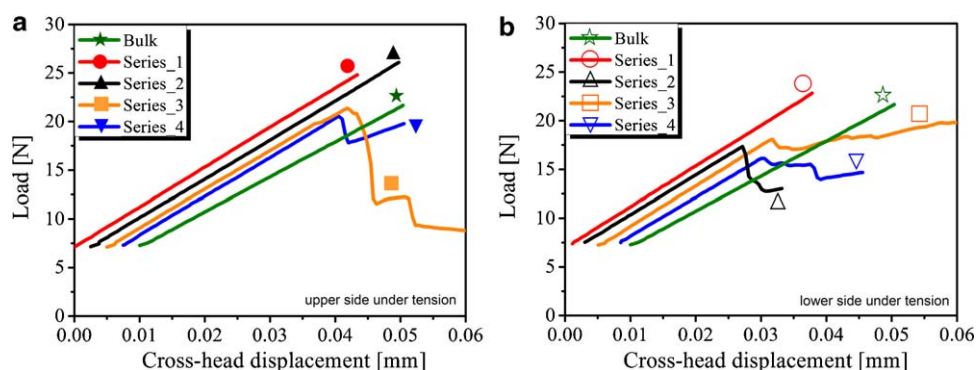 a
30
25
20
15
10
5
0
Load [N]
Bulk
Series_1
Series_2
Series_3
Series_4
upper side under tension
0.00 0.01 0.02 0.03 0.04 0.05 0.06
Cross-head displacement [mm]
b
30
25
20
15
10
5
0
Load [N]
Bulk
Series_1
Series_2
Series_3
Series_4
lower side under tension
0.00 0.01 0.02 0.03 0.04 0.05 0.06
Cross-head displacement [mm]